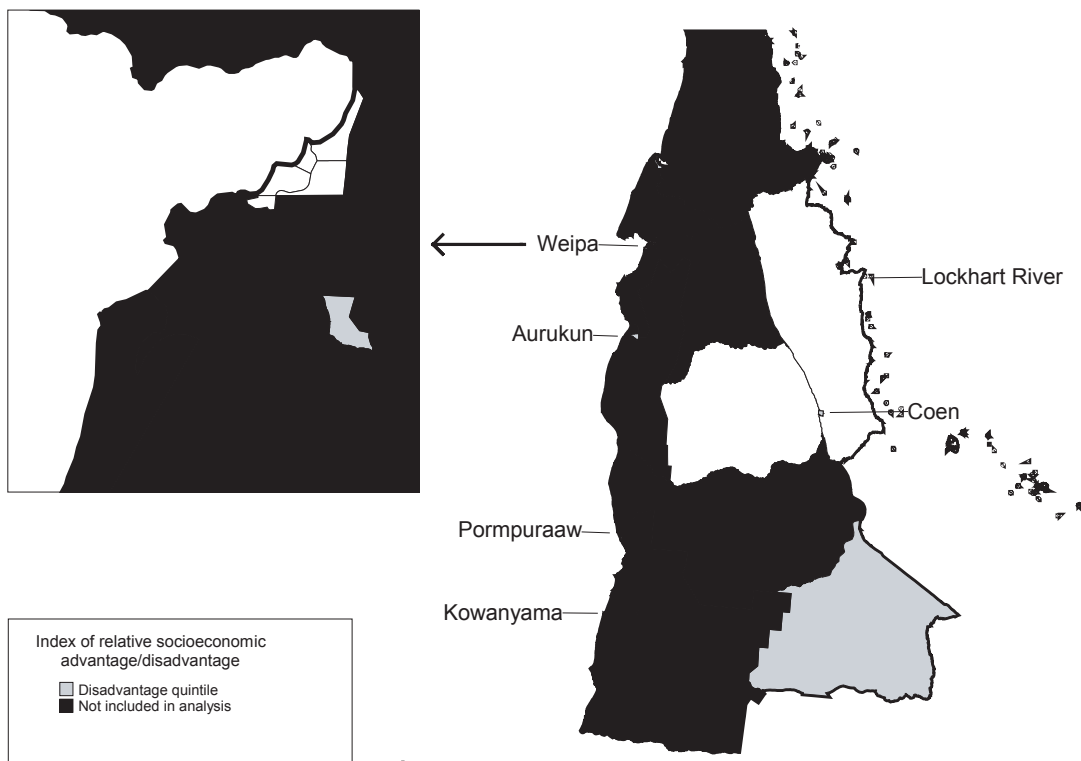 Weipa
Lockhart River
Aurukun
Coen
Pormpuraaw
Kowanyama
Index of relative socioeconomic
advantage/disadvantage
Disadvantage quintile
Not included in analysis